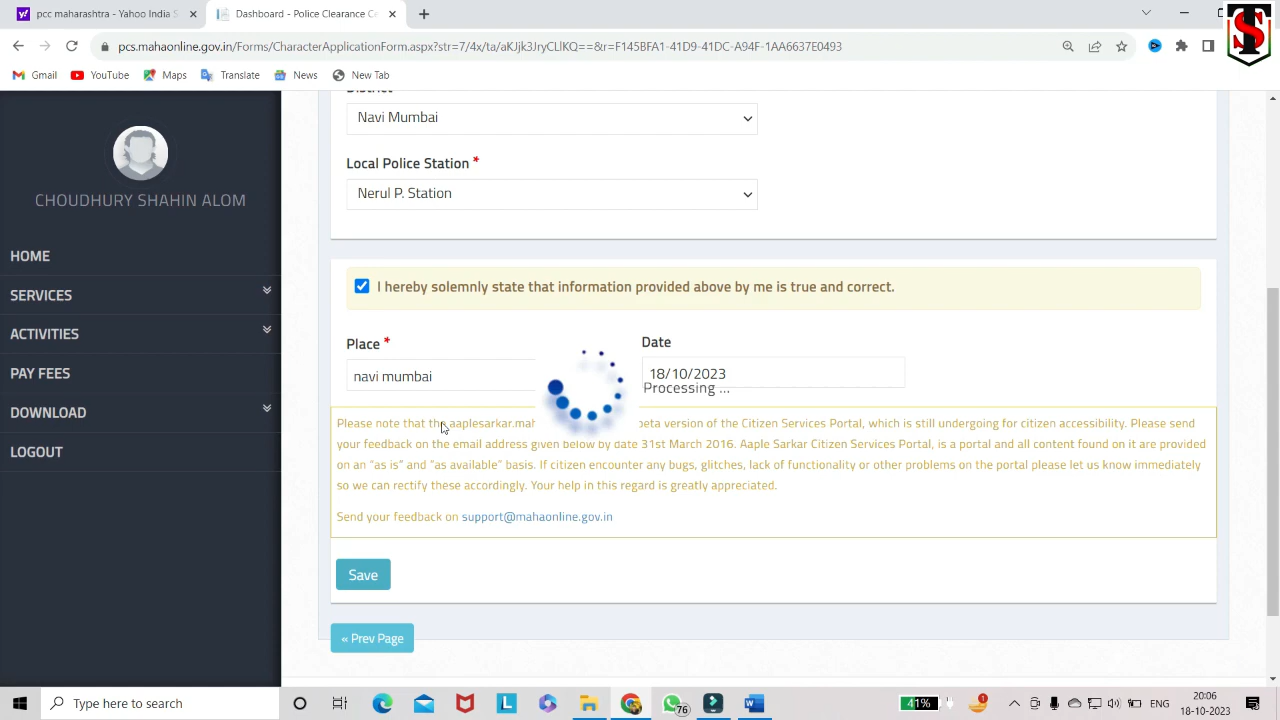 pcc maharashtra - Yahoo India S
Dashboard - Police Clearance Ce
pcs.mahaonline.gov.in/Forms/CharacterApplicationForm.aspx?str=
Gmail
YouTube
Maps
Translate
News
New Tab
District
Navi Mumbai
Local Police Station *
Nerul P. Station
CHOUDHURY SHAHIN ALOM
HOME
SERVICES
ACTIVITIES
PAY FEES
DOWNLOAD
LOGOUT
I hereby solemnly state that information provided above by me is true and correct.
Place *
Date
navi mumbai
18/10/2023
Processing ...
Please note that the aaplesarkar.mah beta version of the Citizen Services Portal, which is still undergoing for citizen accessibility. Please send
your feedback on the email address given below by date 31st March 2016. Aaple Sarkar Citizen Services Portal, is a portal and all content found on it are provided
on an "as is" and "as available" basis. If citizen encounter any bugs, glitches, lack of functionality or other problems on the portal please let us know immediately
so we can rectify these accordingly. Your help in this regard is greatly appreciated.
Send your feedback on support@mahaonline.gov.in
Save
« Prev Page
Type here to search
76
41%
1
ENG
20:06
18-10-2023